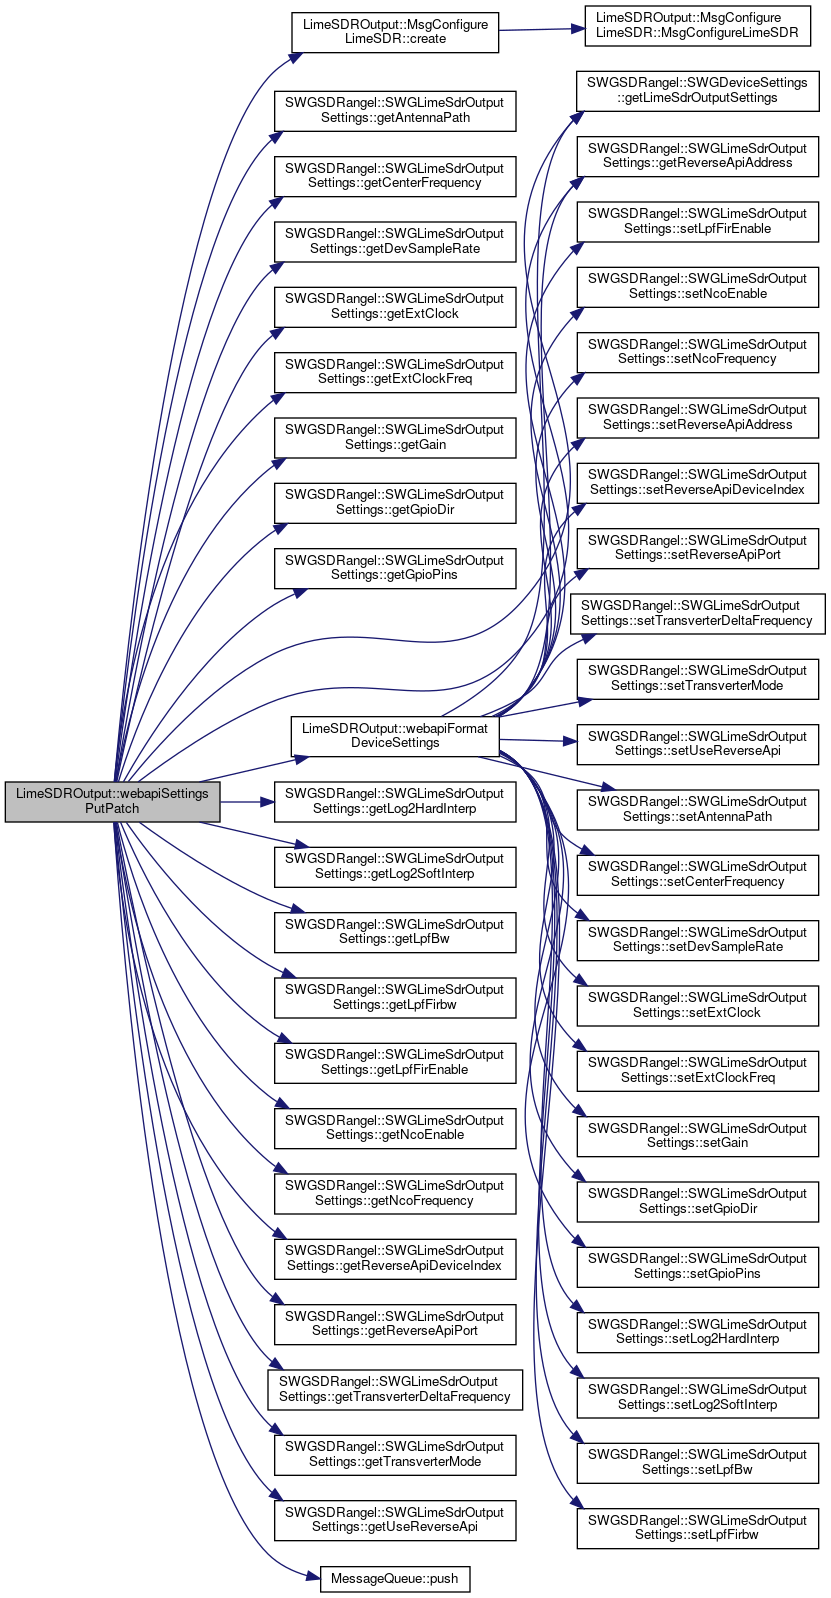 LimeSDROutput::webapiSettings
PutPatch
LimeSDROutput::MsgConfigure
LimeSDR::create
SWGSDRangel::SWGLimeSdrOutput
Settings::getAntennaPath
SWGSDRangel::SWGLimeSdrOutput
Settings::getCenterFrequency
SWGSDRangel::SWGLimeSdrOutput
Settings::getDevSampleRate
SWGSDRangel::SWGLimeSdrOutput
Settings::getExtClock
SWGSDRangel::SWGLimeSdrOutput
Settings::getExtClockFreq
SWGSDRangel::SWGLimeSdrOutput
Settings::getGain
SWGSDRangel::SWGLimeSdrOutput
Settings::getGpioDir
SWGSDRangel::SWGLimeSdrOutput
Settings::getGpioPins
LimeSDROutput::webapiFormat
DeviceSettings
SWGSDRangel::SWGLimeSdrOutput
Settings::getLog2HardInterp
SWGSDRangel::SWGLimeSdrOutput
Settings::getLog2SoftInterp
SWGSDRangel::SWGLimeSdrOutput
Settings::getLpfBw
SWGSDRangel::SWGLimeSdrOutput
Settings::getLpfFirbw
SWGSDRangel::SWGLimeSdrOutput
Settings::getLpfFirEnable
SWGSDRangel::SWGLimeSdrOutput
Settings::getNcoEnable
SWGSDRangel::SWGLimeSdrOutput
Settings::getNcoFrequency
SWGSDRangel::SWGLimeSdrOutput
Settings::getReverseApiDeviceIndex
SWGSDRangel::SWGLimeSdrOutput
Settings::getReverseApiPort
SWGSDRangel::SWGLimeSdrOutput
Settings::getTransverterDeltaFrequency
SWGSDRangel::SWGLimeSdrOutput
Settings::getTransverterMode
SWGSDRangel::SWGLimeSdrOutput
Settings::getUseReverseApi
MessageQueue::push
LimeSDROutput::MsgConfigure
LimeSDR::MsgConfigureLimeSDR
SWGSDRangel::SWGDeviceSettings
::getLimeSdrOutputSettings
SWGSDRangel::SWGLimeSdrOutput
Settings::getReverseApiAddress
SWGSDRangel::SWGLimeSdrOutput
Settings::setLpfFirEnable
SWGSDRangel::SWGLimeSdrOutput
Settings::setNcoEnable
SWGSDRangel::SWGLimeSdrOutput
Settings::setNcoFrequency
SWGSDRangel::SWGLimeSdrOutput
Settings::setReverseApiAddress
SWGSDRangel::SWGLimeSdrOutput
Settings::setReverseApiDeviceIndex
SWGSDRangel::SWGLimeSdrOutput
Settings::setReverseApiPort
SWGSDRangel::SWGLimeSdrOutput
Settings::setTransverterDeltaFrequency
SWGSDRangel::SWGLimeSdrOutput
Settings::setTransverterMode
SWGSDRangel::SWGLimeSdrOutput
Settings::setUseReverseApi
SWGSDRangel::SWGLimeSdrOutput
Settings::setAntennaPath
SWGSDRangel::SWGLimeSdrOutput
Settings::setCenterFrequency
SWGSDRangel::SWGLimeSdrOutput
Settings::setDevSampleRate
SWGSDRangel::SWGLimeSdrOutput
Settings::setExtClock
SWGSDRangel::SWGLimeSdrOutput
Settings::setExtClockFreq
SWGSDRangel::SWGLimeSdrOutput
Settings::setGain
SWGSDRangel::SWGLimeSdrOutput
Settings::setGpioDir
SWGSDRangel::SWGLimeSdrOutput
Settings::setGpioPins
SWGSDRangel::SWGLimeSdrOutput
Settings::setLog2HardInterp
SWGSDRangel::SWGLimeSdrOutput
Settings::setLog2SoftInterp
SWGSDRangel::SWGLimeSdrOutput
Settings::setLpfBw
SWGSDRangel::SWGLimeSdrOutput
Settings::setLpfFirbw